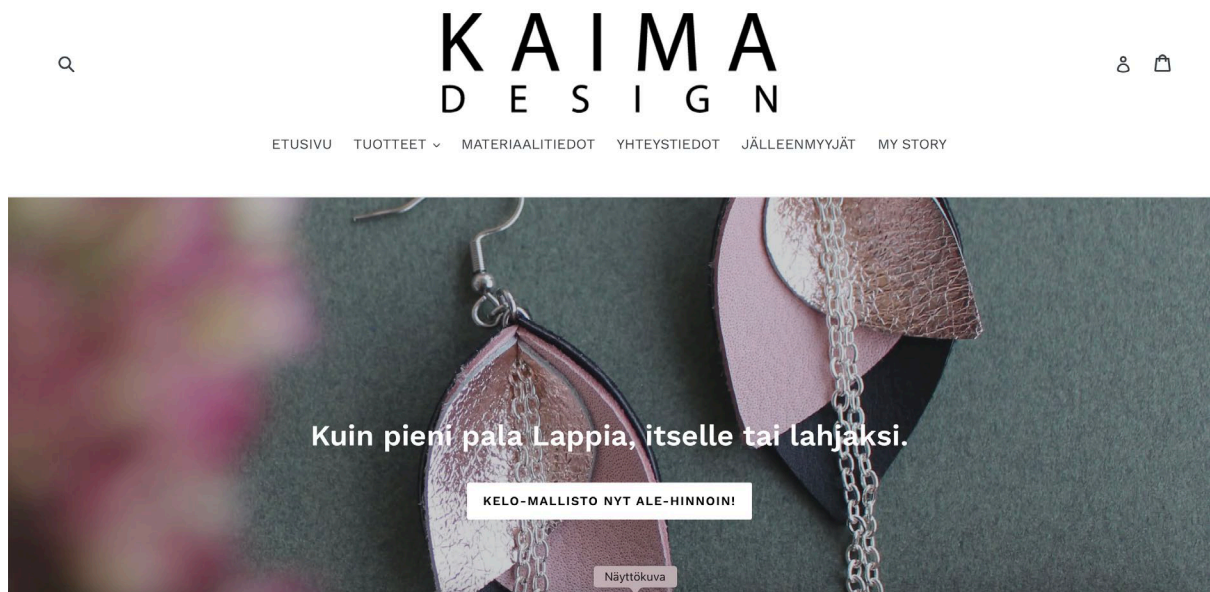 KAIMA
DESIGN
ETUSIVU TUOTTEET MATERIAALITIEDOT YHTEYSTIEDOT JÄLLEENMYYJÄT MY STORY
Kuin pieni pala Lappia, itselle tai lahjaksi.
KELO-MALLISTO NYT ALE-HINNOIN!
Näyttökuva